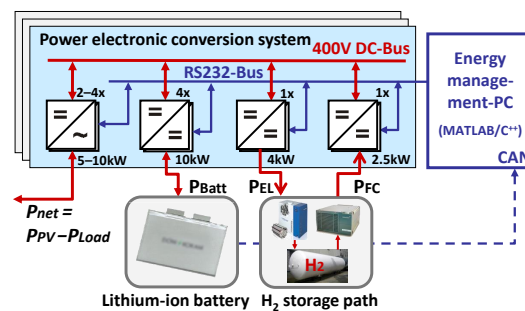 Power electronic conversion system
400V DC-Bus
RS232-Bus
2–4x
4x
1x
1x
5–10kW
10kW
4kW
2.5kW
Energy
manage-
ment-PC
(MATLAB/C++)
CAN
PBatt
PEL
PFC
Pnet =
PPV–PLoad
H2
Lithium-ion battery
H2 storage path